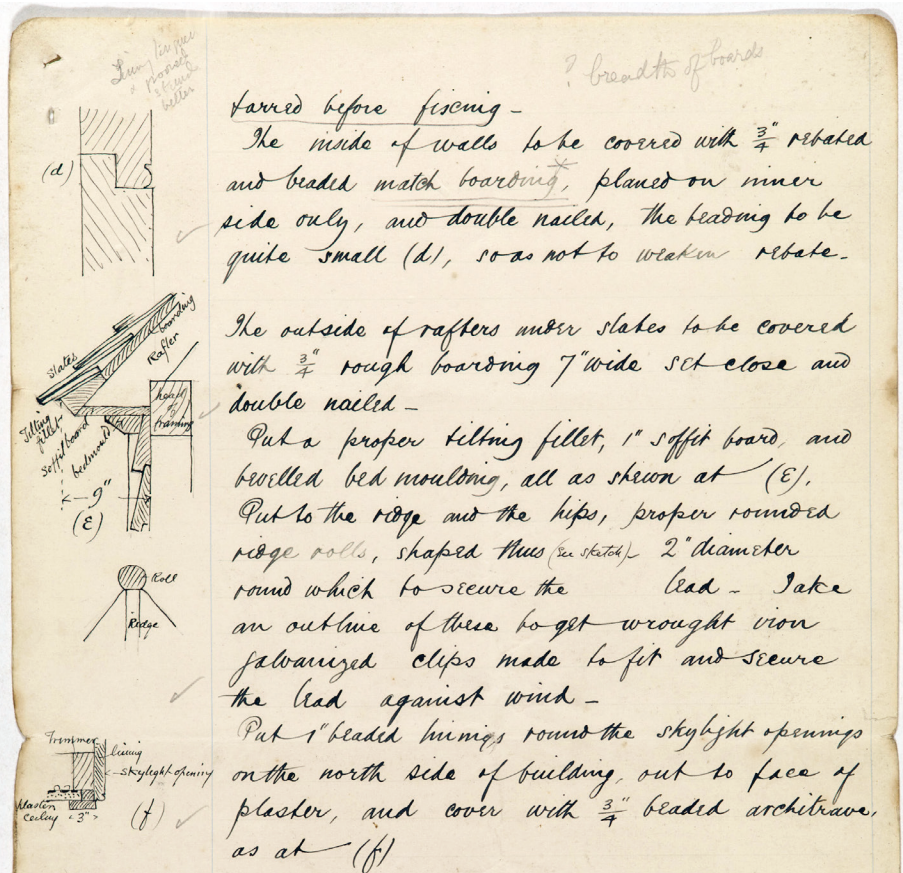 Lining tongued
& grooved
& bead
better
? breadth of boards
tarred before fixing -
The inside of walls to be covered with 3/4" rebated
and beaded match boarding, planed on inner
side only, and double nailed, the beading to be
quite small (d), so as not to weaken rebate -
(d)
The outside of rafters under slates to be covered
with 3/4" rough boarding 7" wide set close and
double nailed -
Put a proper tilting fillet, 1" soffit board, and
bevelled bed moulding, all as shewn at (E).
Slates
boarding
Rafter
head of framing
Tilting fillet
Soffit board
bedmould
9"
(E)
Put to the ridge and the hips, proper rounded
ridge rolls, shaped thus (see sketch) - 2" diameter
round which to secure the lead - Take
an outline of these to get wrought iron
galvanized clips made to fit and secure
the lead against wind -
Roll
Ridge
Put 1" beaded linings round the skylight openings
on the north side of building, out to face of
plaster, and cover with 3/4" beaded architrave,
as at (f)
Trimmer
lining
skylight opening
plaster
ceiling
3"
(f)